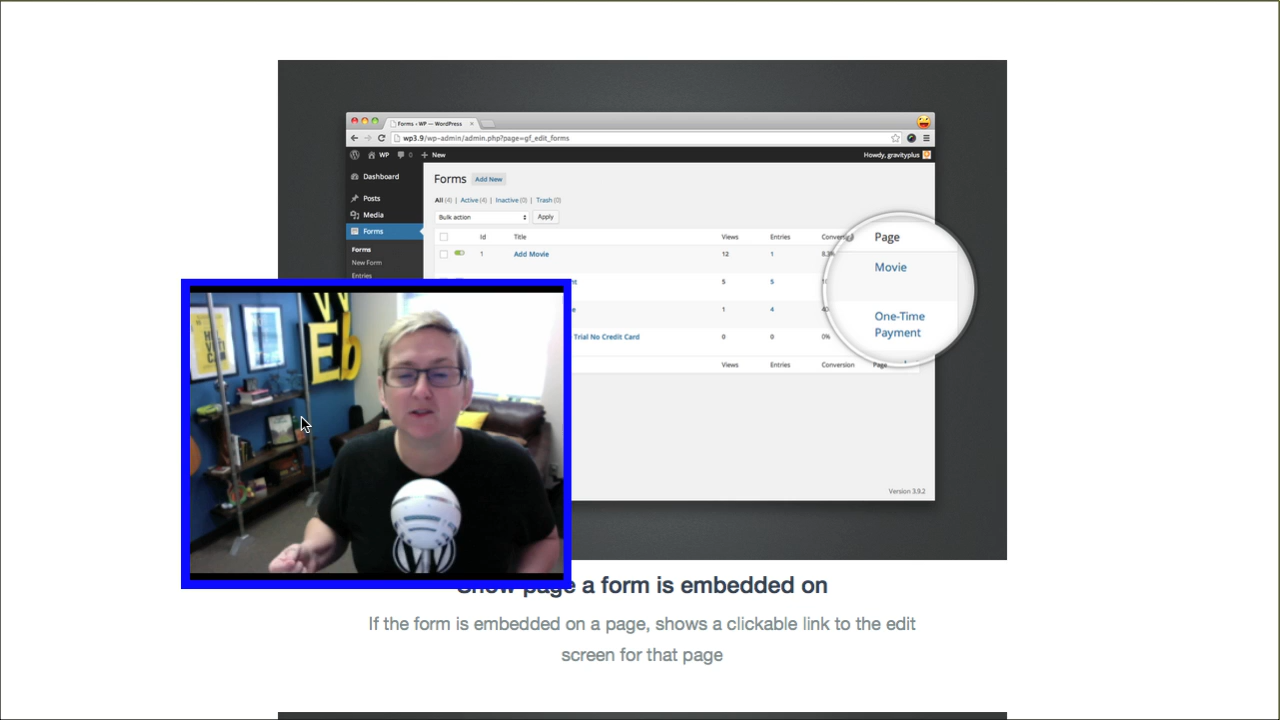 Forms ‹ WP — WordPress
wp3.9/wp-admin/admin.php?page=gf_edit_forms
WP 0 New Howdy, gravityplus
Dashboard
Posts
Media
Forms
Forms
New Form
Entries
Forms Add New
All (4) | Active (4) | Inactive (0) | Trash (0)
Bulk action Apply
Id Title Views Entries Page
1 Add Movie 12 1 Movie
5 5
1 4 One-Time
Payment
Trial No Credit Card 0 0 0%
Views Entries Conversion Page
Version 3.9.2
WEb
Show page a form is embedded on
If the form is embedded on a page, shows a clickable link to the edit
screen for that page